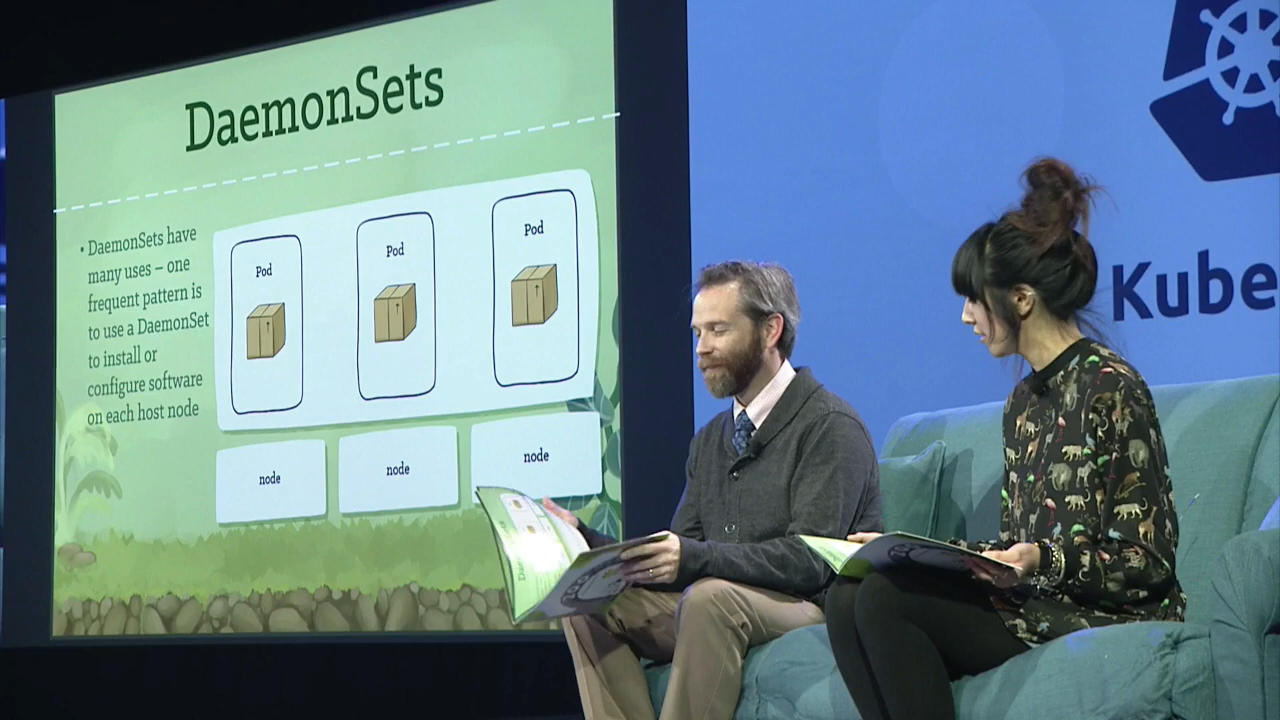 DaemonSets
• DaemonSets have
many uses – one
frequent pattern is
to use a DaemonSet
to install or
configure software
on each host node
Pod
Pod
Pod
node
node
node
Kube